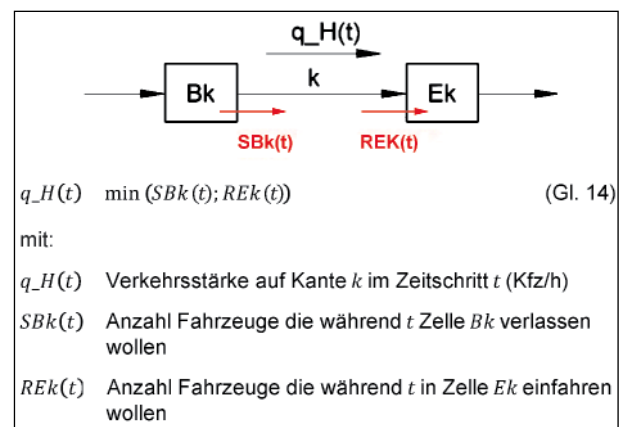 q_H(t)
Bk
k
Ek
SBk(t)
REK(t)
q_H(t) min (SBk(t); REk(t)) (Gl. 14)
mit:
q_H(t) Verkehrsstärke auf Kante k im Zeitschritt t (Kfz/h)
SBk(t) Anzahl Fahrzeuge die während t Zelle Bk verlassen
wollen
REk(t) Anzahl Fahrzeuge die während t in Zelle Ek einfahren
wollen